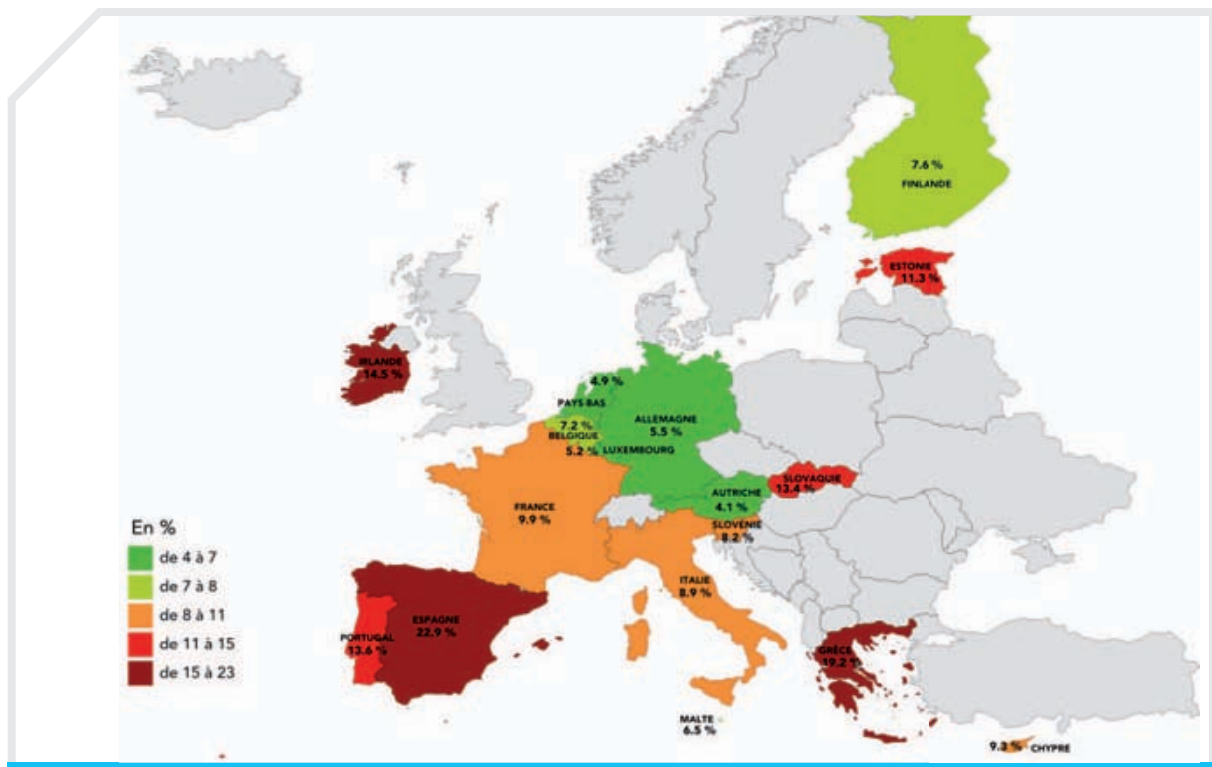 7.6 %
FINLANDE
ESTONIE
11.3 %
IRLANDE
14.5 %
4.9 %
PAYS-BAS
ALLEMAGNE
5.5 %
7.2 %
BELGIQUE
5.2 % LUXEMBOURG
SLOVAQUIE
13.4 %
AUTRICHE
4.1 %
FRANCE
9.9 %
SLOVÉNIE
8.2 %
En %
de 4 à 7
de 7 à 8
de 8 à 11
de 11 à 15
de 15 à 23
ITALIE
8.9 %
ESPAGNE
22.9 %
PORTUGAL
13.6 %
GRÈCE
19.2 %
MALTE
6.5 %
9.3 % CHYPRE